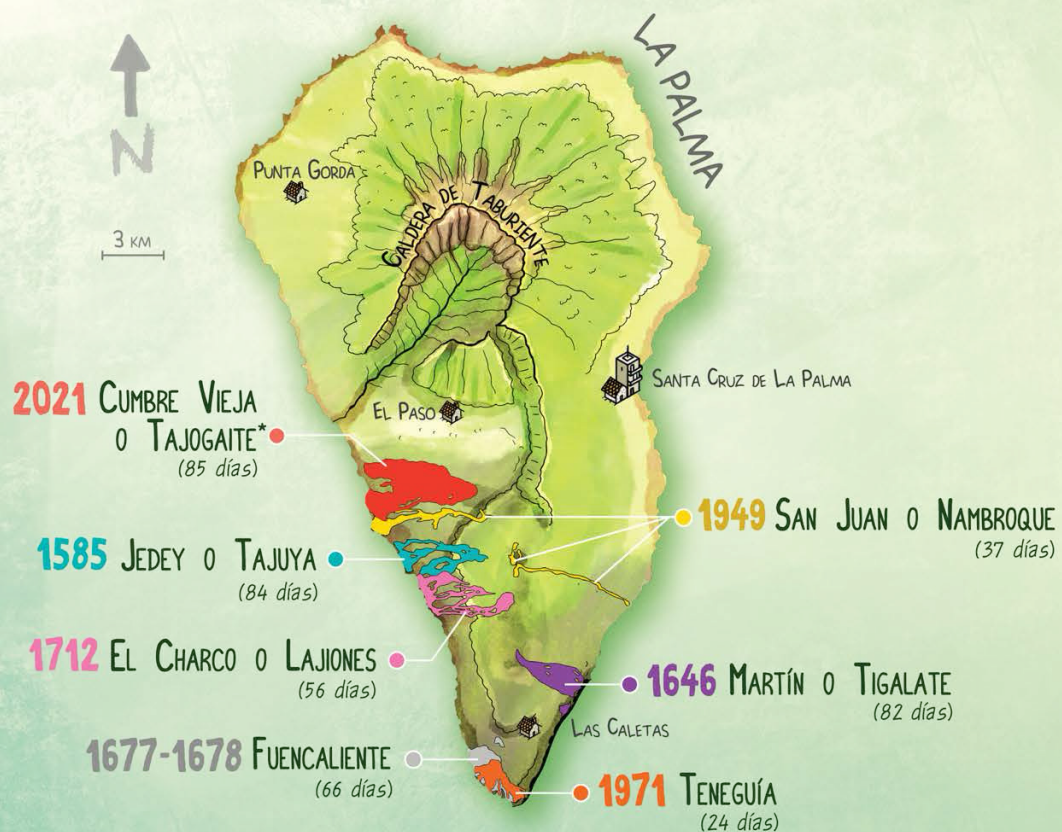 LA PALMA
N
3 KM
PUNTA GORDA
CALDERA DE TABURIENTE
SANTA CRUZ DE LA PALMA
EL PASO
2021 CUMBRE VIEJA
O TAJOGAITE*
(85 días)
1949 SAN JUAN O NAMBROQUE
(37 días)
1585 JEDEY O TAJUYA
(84 días)
1712 EL CHARCO O LAJIONES
(56 días)
1646 MARTÍN O TIGALATE
(82 días)
LAS CALETAS
1677-1678 FUENCALIENTE
(66 días)
1971 TENEGUÍA
(24 días)